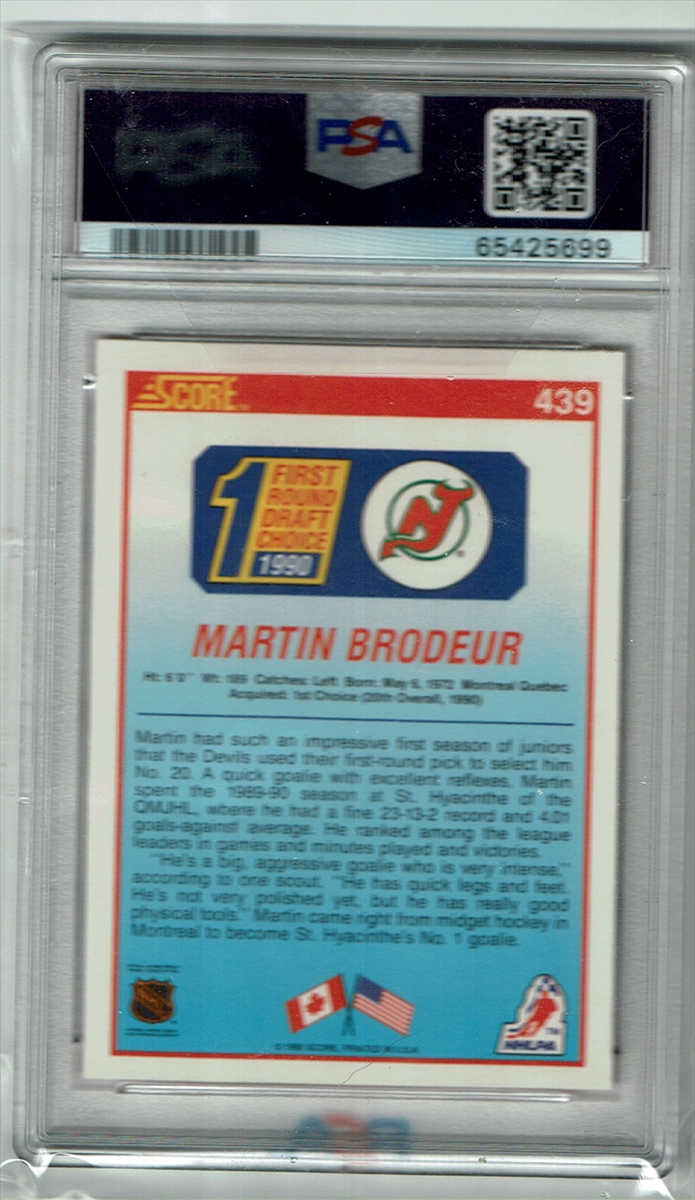 PSA
65425699
SCORE
439
1 FIRST
ROUND
DRAFT
CHOICE
1990
MARTIN BRODEUR
Ht: 6'0" Wt: 189 Catches: Left Born: May 6, 1972 Montreal Quebec
Acquired: 1st Choice (20th Overall, 1990)
Martin had such an impressive first season of juniors
that the Devils used their first-round pick to select him
No. 20. A quick goalie with excellent reflexes, Martin
spent the 1989-90 season at St. Hyacinthe of the
QMJHL, where he had a fine 23-13-2 record and 4.01
goals-against average. He ranked among the league
leaders in games and minutes played and victories.
"He's a big, aggressive goalie who is very intense,"
according to one scout. "He has quick legs and feet.
He's not very polished yet, but he has really good
physical tools." Martin came right from midget hockey in
Montreal to become St. Hyacinthe's No. 1 goalie.
© 1990 SCORE, PRINTED IN U.S.A.
NHLPA